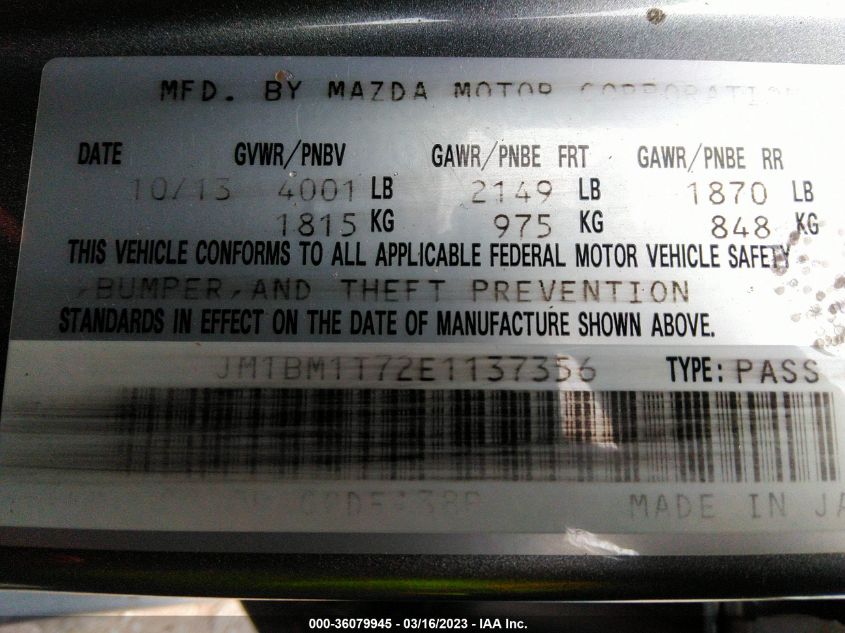 MFD. BY MAZDA MOTOR CORPORATION
DATE GVWR/PNBV GAWR/PNBE FRT GAWR/PNBE RR
10/13 4001 LB 2149 LB 1870 LB
1815 KG 975 KG 848 KG
THIS VEHICLE CONFORMS TO ALL APPLICABLE FEDERAL MOTOR VEHICLE SAFETY
,BUMPER,AND THEFT PREVENTION
STANDARDS IN EFFECT ON THE DATE OF MANUFACTURE SHOWN ABOVE.
JM1BM1T72E1137356 TYPE: PASS
MADE IN JA
000-36079945 - 03/16/2023 - IAA Inc.